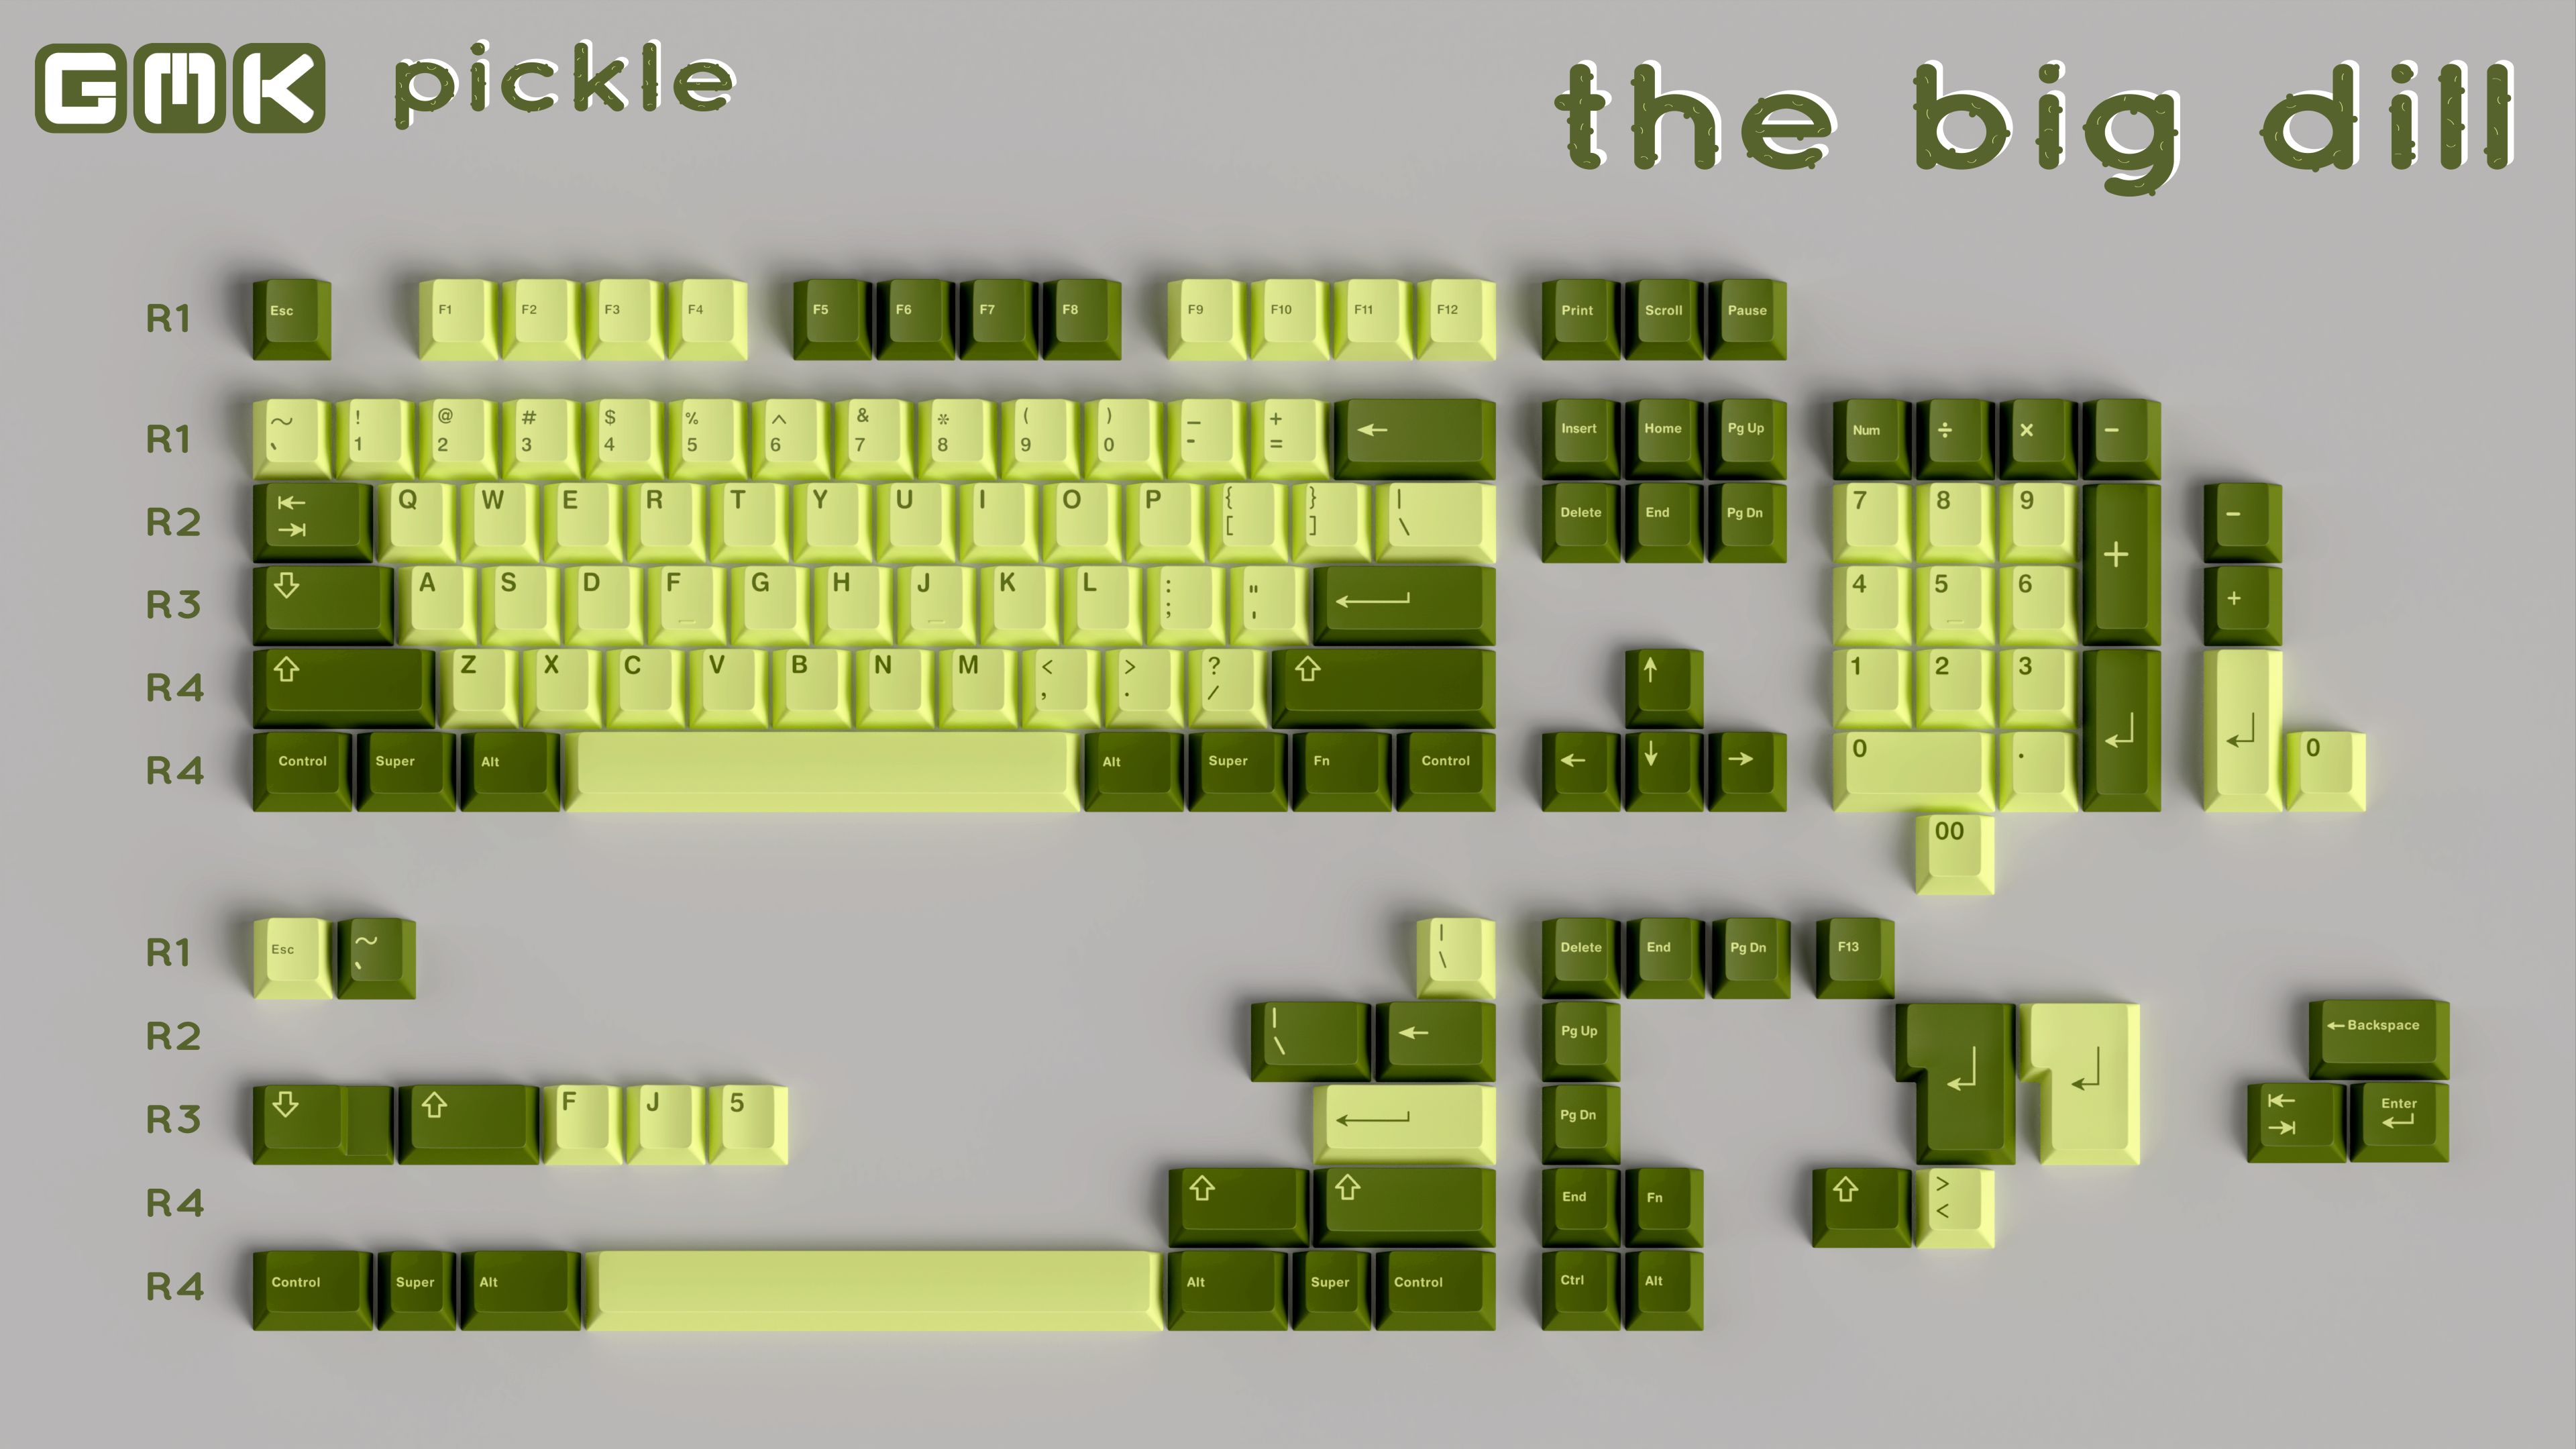 GMK pickle
the big dill
R1 Esc F1 F2 F3 F4 F5 F6 F7 F8 F9 F10 F11 F12 Print Scroll Pause
R1 ~ ` ! 1 @ 2 # 3 $ 4 % 5 ^ 6 & 7 * 8 ( 9 ) 0 _ - + = ← Insert Home Pg Up Num ÷ × −
R2 ⇤ ⇥ Q W E R T Y U I O P { [ } ] | \ Delete End Pg Dn 7 8 9 + −
R3 ⇩ A S D F G H J K L : ; " ' ↵ 4 5 6 +
R4 ⇧ Z X C V B N M < , > . ? / ⇧ ↑ 1 2 3 ↵ ↵
R4 Control Super Alt Alt Super Fn Control ← ↓ → 0 . 0
00
R1 Esc ~ ` | \ Delete End Pg Dn F13
R2 | \ ← Pg Up ↵ ↵ ←Backspace
R3 ⇩ ⇧ F J 5 ↵ Pg Dn ⇤ ⇥ Enter ↵
R4 ⇧ ⇧ End Fn ⇧ > <
R4 Control Super Alt Alt Super Control Ctrl Alt